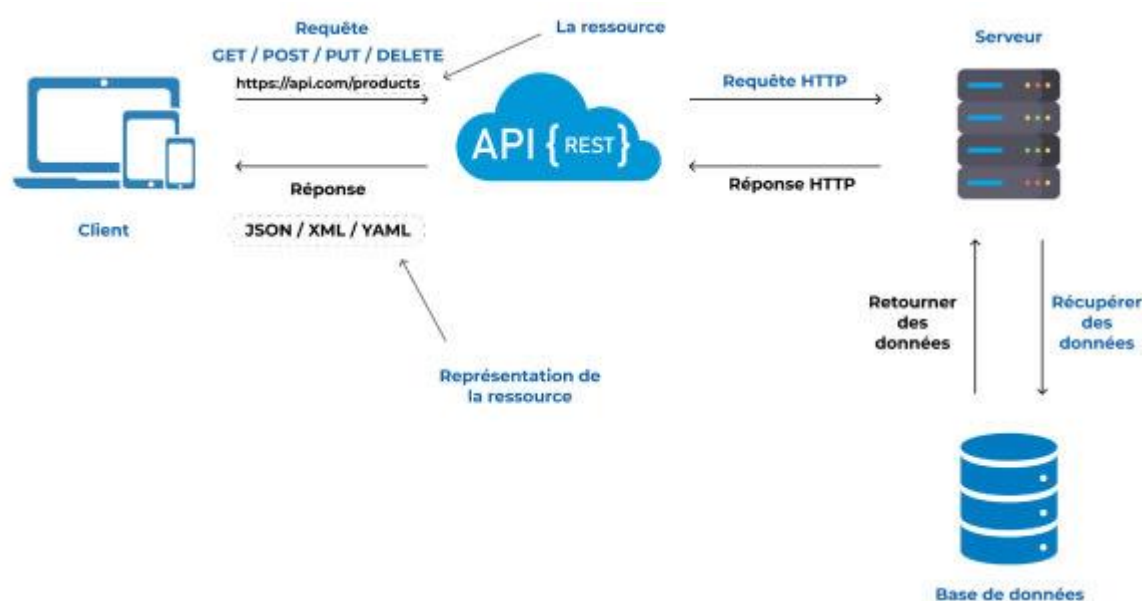 Requête
GET / POST / PUT / DELETE
https://api.com/products
La ressource
Serveur
Requête HTTP
API { REST }
Réponse
Réponse HTTP
Client
JSON / XML / YAML
Retourner
des
données
Récupérer
des
données
Représentation de
la ressource
Base de données